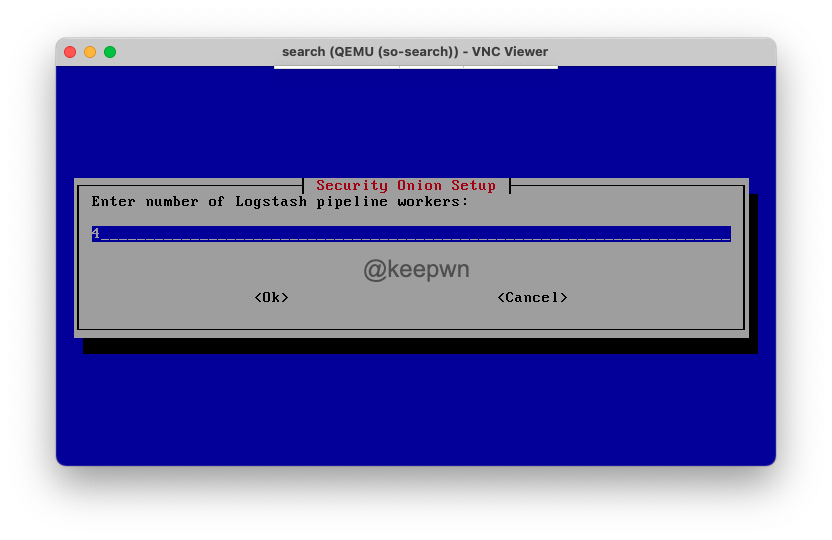 search (QEMU (so-search)) - VNC Viewer
Security Onion Setup
Enter number of Logstash pipeline workers:
4
@keepwn
<Ok> <Cancel>